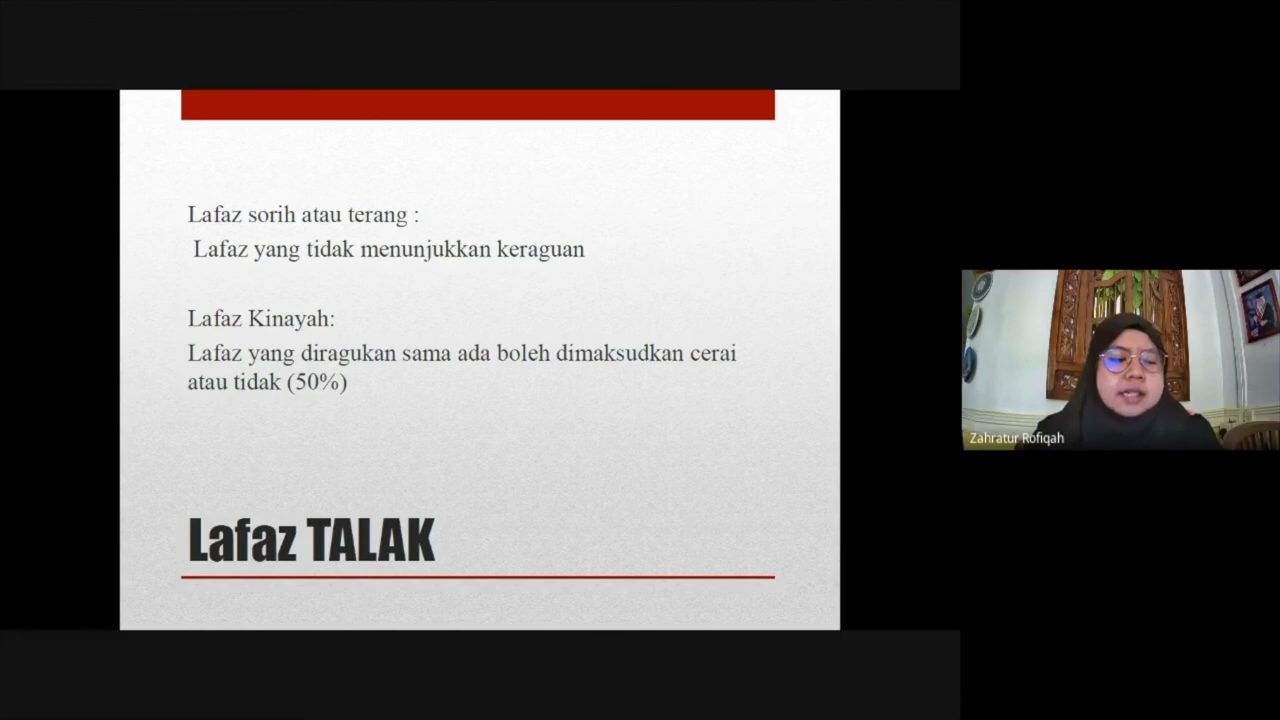 Lafaz sorih atau terang :
Lafaz yang tidak menunjukkan keraguan
Lafaz Kinayah:
Lafaz yang diragukan sama ada boleh dimaksudkan cerai
atau tidak (50%)
Lafaz TALAK
Zahratur Rofiqah